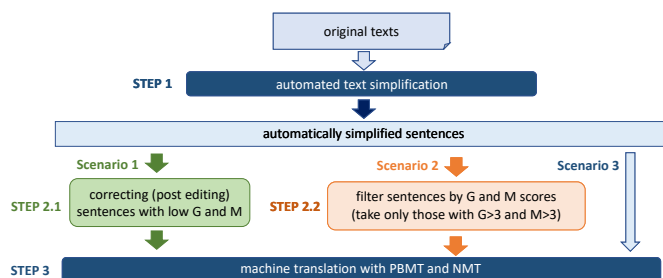 original texts
STEP 1
automated text simplification
automatically simplified sentences
Scenario 1
Scenario 2
Scenario 3
STEP 2.1
correcting (post editing)
sentences with low G and M
STEP 2.2
filter sentences by G and M scores
(take only those with G>3 and M>3)
STEP 3
machine translation with PBMT and NMT